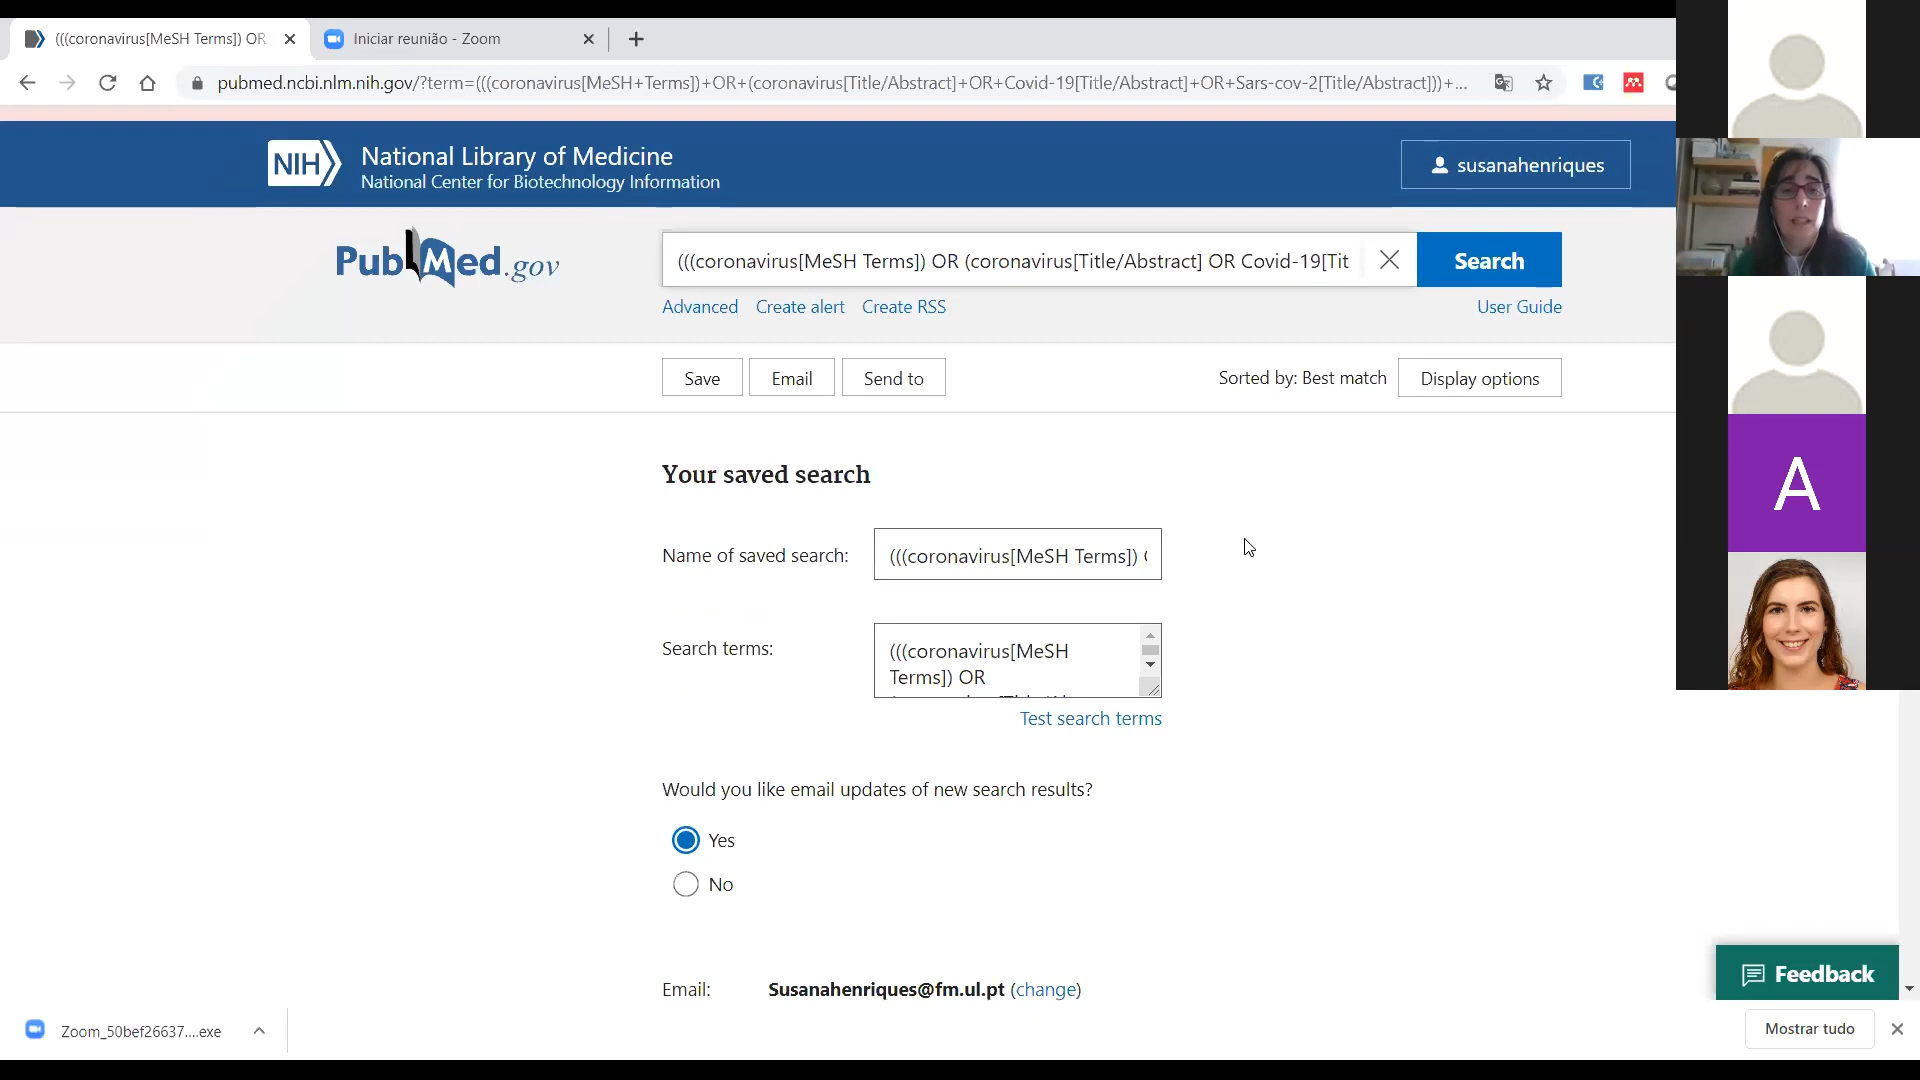 (((coronavirus[MeSH Terms]) OR
Iniciar reunião - Zoom
pubmed.ncbi.nlm.nih.gov/?term=(((coronavirus[MeSH+Terms])+OR+(coronavirus[Title/Abstract]+OR+Covid-19[Title/Abstract]+OR+Sars-cov-2[Title/Abstract]))+...
NIH
National Library of Medicine
National Center for Biotechnology Information
susanahenriques
PubMed.gov
(((coronavirus[MeSH Terms]) OR (coronavirus[Title/Abstract] OR Covid-19[Tit
Search
Advanced
Create alert
Create RSS
User Guide
Save
Email
Send to
Sorted by: Best match
Display options
Your saved search
Name of saved search:
(((coronavirus[MeSH Terms])
Search terms:
(((coronavirus[MeSH
Terms]) OR
Test search terms
Would you like email updates of new search results?
Yes
No
Email:
Susanahenriques@fm.ul.pt (change)
A
Feedback
Zoom_50bef26637....exe
Mostrar tudo